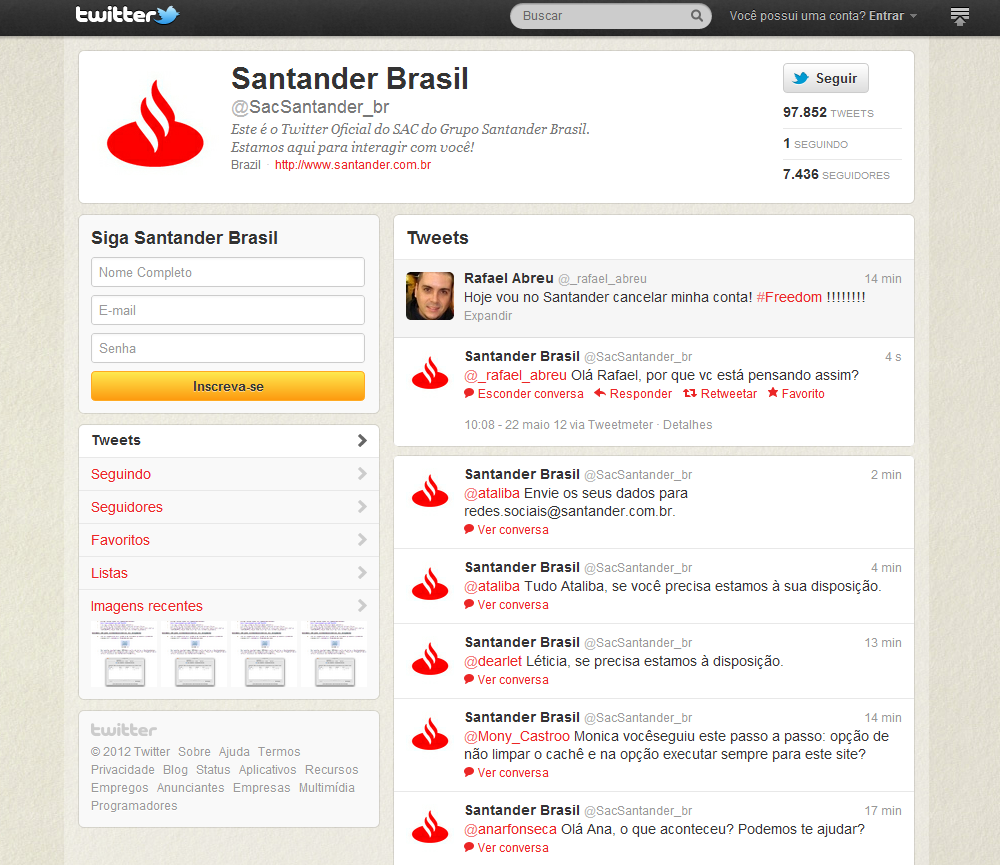 twitter
Buscar
Você possui uma conta? Entrar
Santander Brasil
@SacSantander_br
Este é o Twitter Oficial do SAC do Grupo Santander Brasil.
Estamos aqui para interagir com você!
Brazil · http://www.santander.com.br
Seguir
97.852 TWEETS
1 SEGUINDO
7.436 SEGUIDORES
Siga Santander Brasil
Nome Completo
E-mail
Senha
Inscreva-se
Tweets
Seguindo
Seguidores
Favoritos
Listas
Imagens recentes
twitter
© 2012 Twitter Sobre Ajuda Termos
Privacidade Blog Status Aplicativos Recursos
Empregos Anunciantes Empresas Multimídia
Programadores
Tweets
Rafael Abreu @_rafael_abreu 14 min
Hoje vou no Santander cancelar minha conta! #Freedom !!!!!!!!
Expandir
Santander Brasil @SacSantander_br 4 s
@_rafael_abreu Olá Rafael, por que vc está pensando assim?
Esconder conversa Responder Retweetar Favorito
10:08 - 22 maio 12 via Tweetmeter · Detalhes
Santander Brasil @SacSantander_br 2 min
@ataliba Envie os seus dados para
redes.sociais@santander.com.br.
Ver conversa
Santander Brasil @SacSantander_br 4 min
@ataliba Tudo Ataliba, se você precisa estamos à sua disposição.
Ver conversa
Santander Brasil @SacSantander_br 13 min
@dearlet Léticia, se precisa estamos à disposição.
Ver conversa
Santander Brasil @SacSantander_br 14 min
@Mony_Castroo Monica vocêseguiu este passo a passo: opção de
não limpar o cachê e na opção executar sempre para este site?
Ver conversa
Santander Brasil @SacSantander_br 17 min
@anarfonseca Olá Ana, o que aconteceu? Podemos te ajudar?
Ver conversa